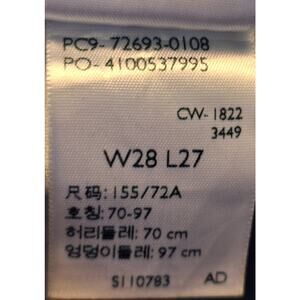 PC9-72693-0108
PO-4100537995
CW-1822
3449
W28 L27
尺码: 155/72A
호칭: 70-97
허리둘레: 70 cm
엉덩이둘레: 97 cm
S110783 AD